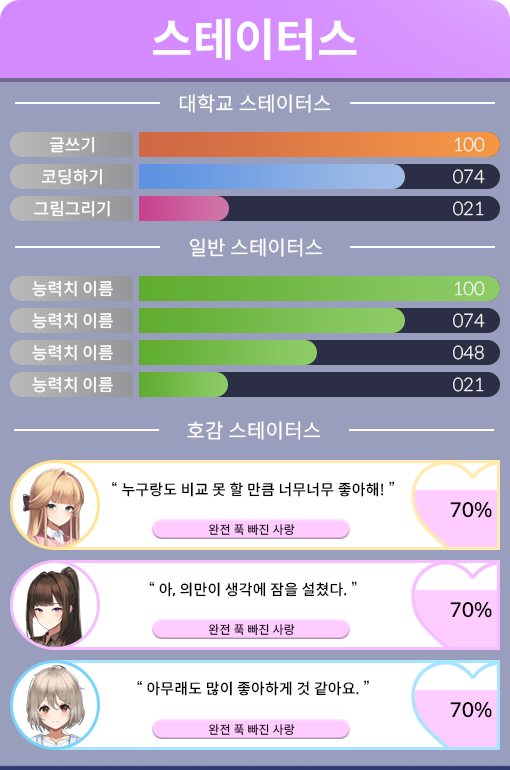 스테이터스
대학교 스테이터스
글쓰기 100
코딩하기 074
그림그리기 021
일반 스테이터스
능력치 이름 100
능력치 이름 074
능력치 이름 048
능력치 이름 021
호감 스테이터스
“ 누구랑도 비교 못 할 만큼 너무너무 좋아해! ”
70%
완전 푹 빠진 사랑
“ 아, 의만이 생각에 잠을 설쳤다. ”
70%
완전 푹 빠진 사랑
“ 아무래도 많이 좋아하게 것 같아요. ”
70%
완전 푹 빠진 사랑